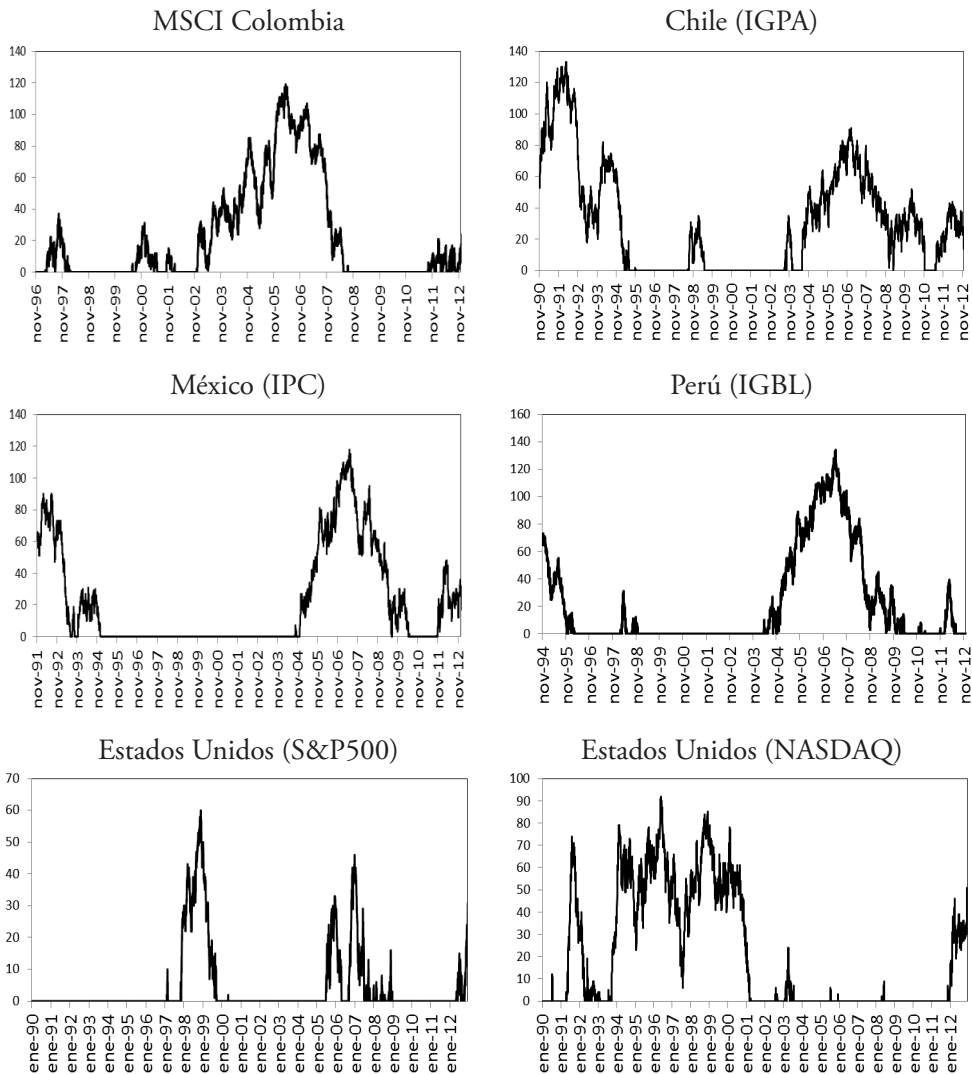 MSCI Colombia
140
120
100
80
60
40
20
0
nov-96
nov-97
nov-98
nov-99
nov-00
nov-01
nov-02
nov-03
nov-04
nov-05
nov-06
nov-07
nov-08
nov-09
nov-10
nov-11
nov-12
Chile (IGPA)
140
120
100
80
60
40
20
0
nov-90
nov-91
nov-92
nov-93
nov-94
nov-95
nov-96
nov-97
nov-98
nov-99
nov-00
nov-01
nov-02
nov-03
nov-04
nov-05
nov-06
nov-07
nov-08
nov-09
nov-10
nov-11
nov-12
México (IPC)
140
120
100
80
60
40
20
0
nov-91
nov-92
nov-93
nov-94
nov-95
nov-96
nov-97
nov-98
nov-99
nov-00
nov-01
nov-02
nov-03
nov-04
nov-05
nov-06
nov-07
nov-08
nov-09
nov-10
nov-11
nov-12
Perú (IGBL)
160
140
120
100
80
60
40
20
0
nov-94
nov-95
nov-96
nov-97
nov-98
nov-99
nov-00
nov-01
nov-02
nov-03
nov-04
nov-05
nov-06
nov-07
nov-08
nov-09
nov-10
nov-11
nov-12
Estados Unidos (S&P500)
70
60
50
40
30
20
10
0
ene-90
ene-91
ene-92
ene-93
ene-94
ene-95
ene-96
ene-97
ene-98
ene-99
ene-00
ene-01
ene-02
ene-03
ene-04
ene-05
ene-06
ene-07
ene-08
ene-09
ene-10
ene-11
ene-12
Estados Unidos (NASDAQ)
100
90
80
70
60
50
40
30
20
10
0
ene-90
ene-91
ene-92
ene-93
ene-94
ene-95
ene-96
ene-97
ene-98
ene-99
ene-00
ene-01
ene-02
ene-03
ene-04
ene-05
ene-06
ene-07
ene-08
ene-09
ene-10
ene-11
ene-12